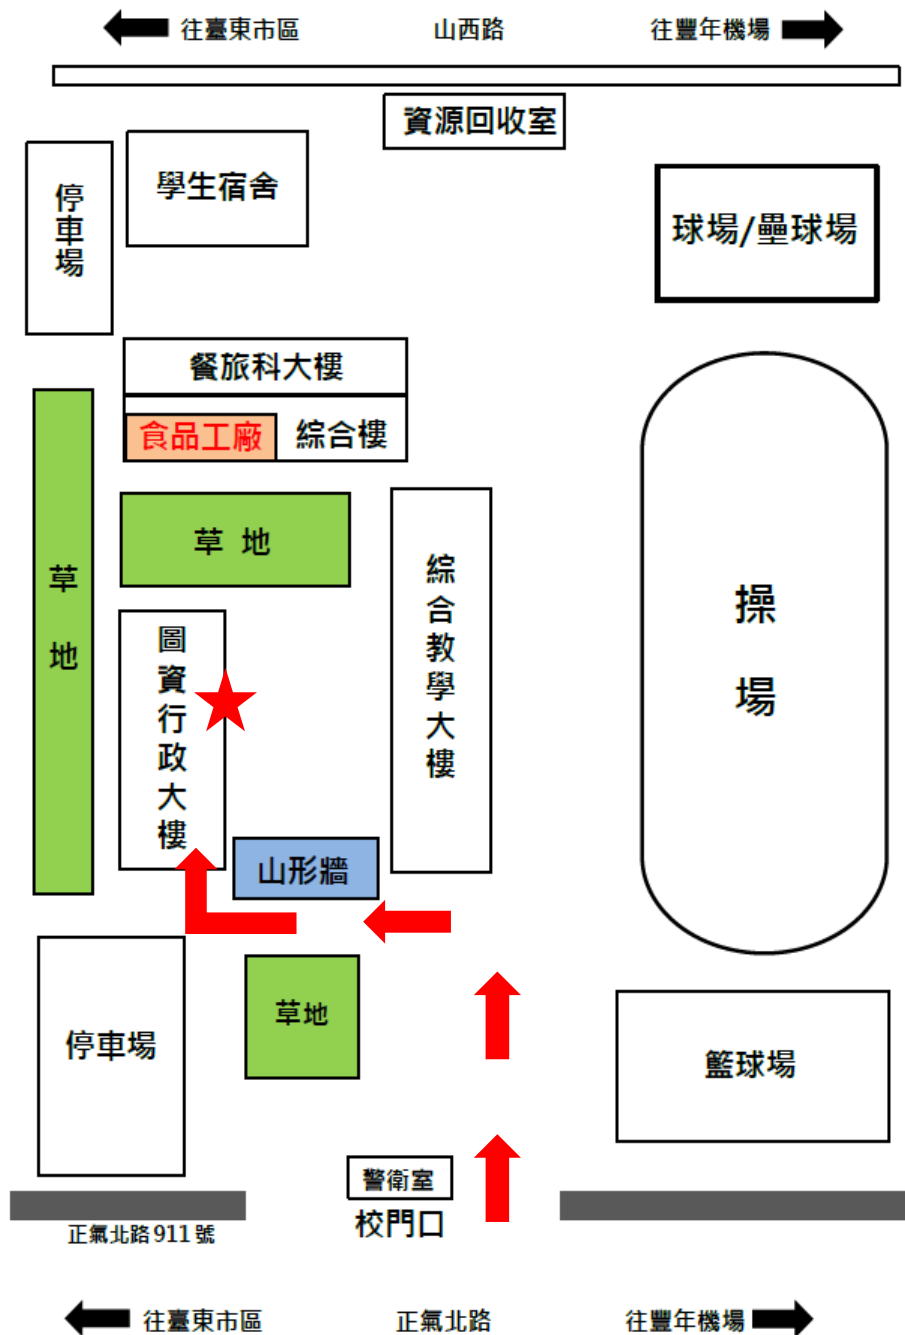 往臺東市區 山西路 往豐年機場
資源回收室
學生宿舍
停車場
球場/壘球場
餐旅科大樓
食品工廠 綜合樓
草地
草 地
綜合教學大樓
圖資行政大樓
操場
山形牆
草地
停車場
籃球場
警衛室
校門口
正氣北路911號
往臺東市區 正氣北路 往豐年機場